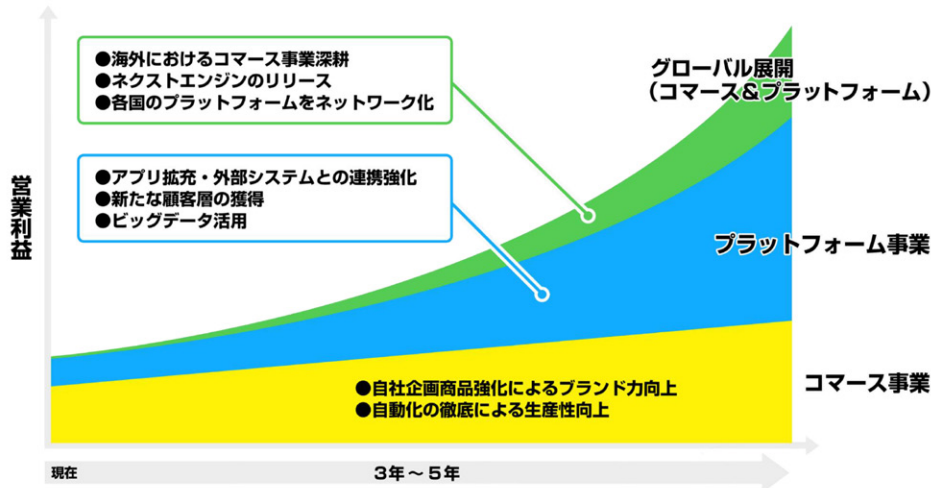 ●海外におけるコマース事業深耕
●ネクストエンジンのリリース
●各国のプラットフォームをネットワーク化
グローバル展開
（コマース＆プラットフォーム）
●アプリ拡充・外部システムとの連携強化
●新たな顧客層の獲得
●ビッグデータ活用
営業利益
プラットフォーム事業
●自社企画商品強化によるブランド力向上
●自動化の徹底による生産性向上
コマース事業
現在
3年～5年